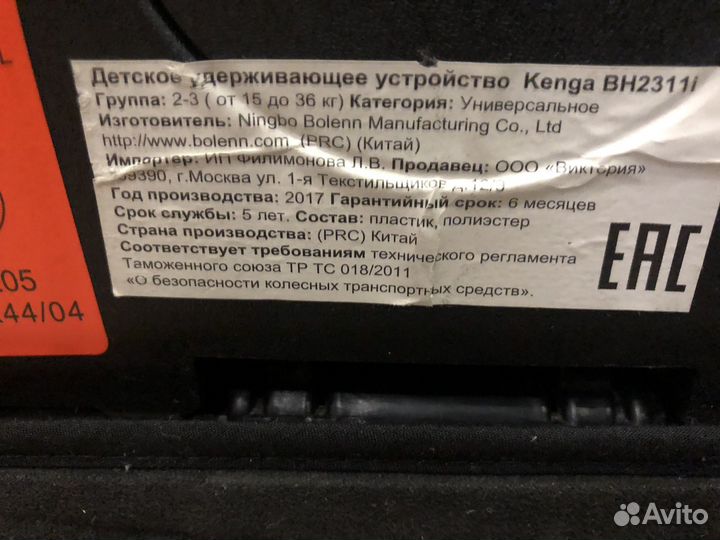 L
Детское удерживающее устройство Kenga BH2311i
Группа: 2-3 ( от 15 до 36 кг) Категория: Универсальное
Изготовитель: Ningbo Bolenn Manufacturing Co., Ltd
http://www.bolenn.com (PRC) (Китай)
Импортер: ИП Филимонова Л.В. Продавец: ООО «Виктория»
г.Москва ул. 1-я Текстильщиков
Год производства: 2017 Гарантийный срок: 6 месяцев
Срок службы: 5 лет. Состав: пластик, полиэстер
Страна производства: (PRC) Китай
Соответствует требованиям технического регламента
Таможенного союза ТР ТС 018/2011
«О безопасности колесных транспортных средств».
EAC
05
44/04
Avito